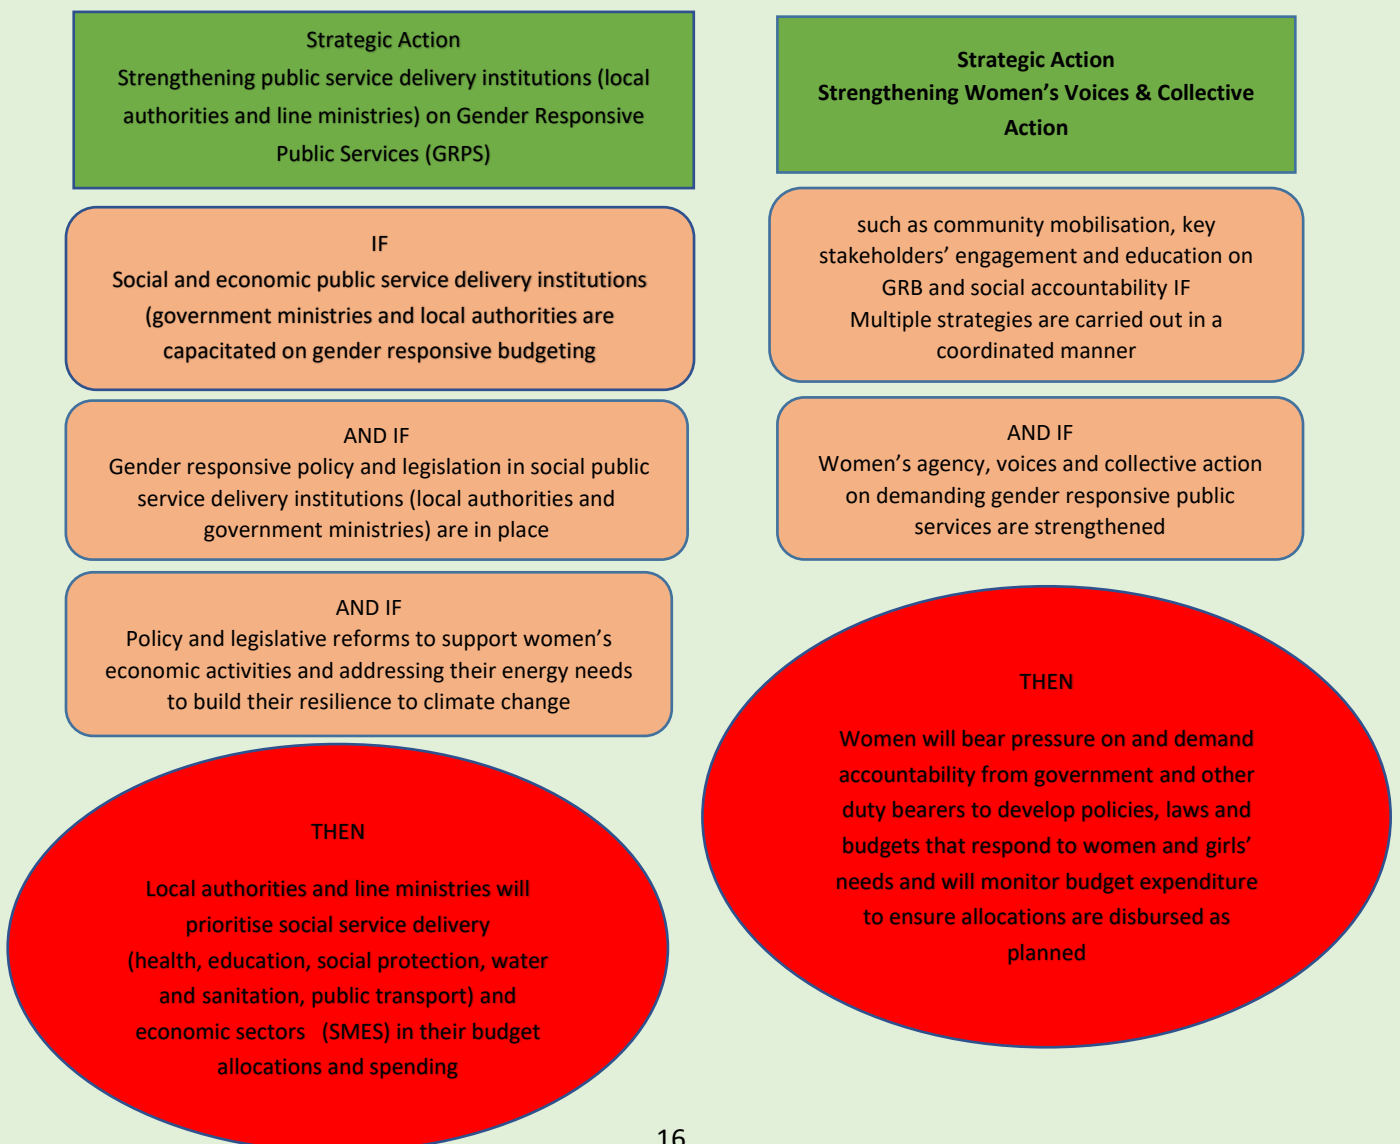 Strategic Action
Strengthening public service delivery institutions (local
authorities and line ministries) on Gender Responsive
Public Services (GRPS)
IF
Social and economic public service delivery institutions
(government ministries and local authorities are
capacitated on gender responsive budgeting
AND IF
Gender responsive policy and legislation in social public
service delivery institutions (local authorities and
government ministries) are in place
AND IF
Policy and legislative reforms to support women’s
economic activities and addressing their energy needs
to build their resilience to climate change
THEN
Local authorities and line ministries will
prioritise social service delivery
(health, education, social protection, water
and sanitation, public transport) and
economic sectors (SMES) in their budget
allocations and spending
Strategic Action
Strengthening Women’s Voices & Collective
Action
such as community mobilisation, key
stakeholders’ engagement and education on
GRB and social accountability IF
Multiple strategies are carried out in a
coordinated manner
AND IF
Women’s agency, voices and collective action
on demanding gender responsive public
services are strengthened
THEN
Women will bear pressure on and demand
accountability from government and other
duty bearers to develop policies, laws and
budgets that respond to women and girls’
needs and will monitor budget expenditure
to ensure allocations are disbursed as
planned
16